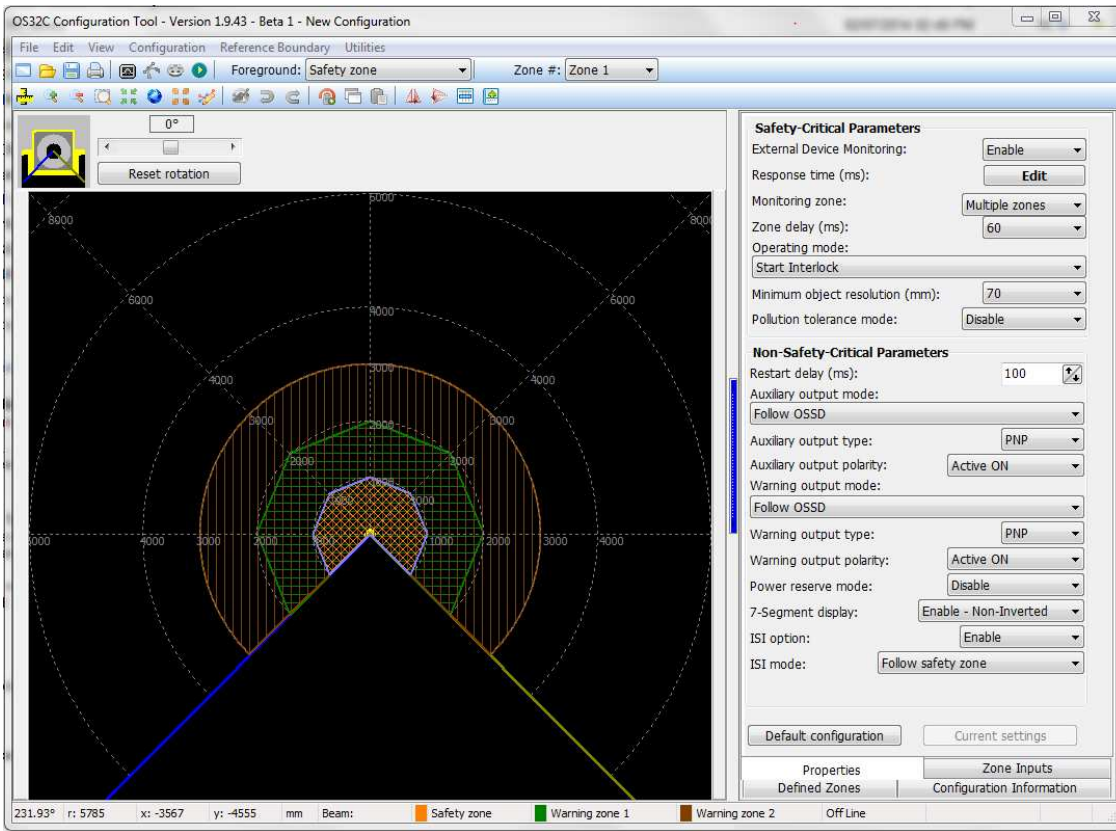 OS32C Configuration Tool - Version 1.9.43 - Beta 1 - New Configuration
File Edit View Configuration Reference Boundary Utilities
Foreground: Safety zone Zone #: Zone 1
0°
Reset rotation
Safety-Critical Parameters
External Device Monitoring: Enable
Response time (ms): Edit
Monitoring zone: Multiple zones
Zone delay (ms): 60
Operating mode:
Start Interlock
Minimum object resolution (mm): 70
Pollution tolerance mode: Disable
Non-Safety-Critical Parameters
Restart delay (ms): 100
Auxiliary output mode:
Follow OSSD
Auxiliary output type: PNP
Auxiliary output polarity: Active ON
Warning output mode:
Follow OSSD
Warning output type: PNP
Warning output polarity: Active ON
Power reserve mode: Disable
7-Segment display: Enable - Non-Inverted
ISI option: Enable
ISI mode: Follow safety zone
Default configuration Current settings
Properties Zone Inputs
Defined Zones Configuration Information
8000 800
6000 6000
4000
4000 4000
3000
3000 3000
2000
2000 2000
4000 3000 2000 1000 2000 3000 4000
231.93° r: 5785 x: -3567 y: -4555 mm Beam: Safety zone Warning zone 1 Warning zone 2 Off Line